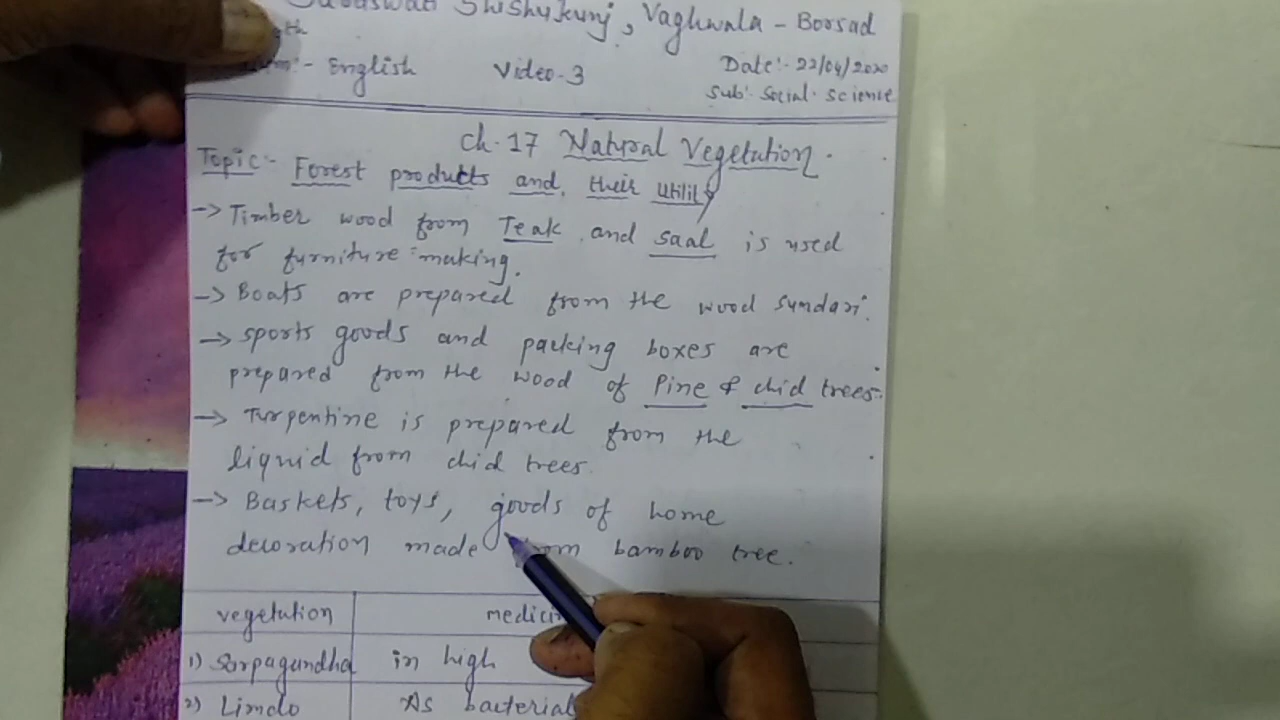 Shishukunj, Vaghwala - Borsad
:- English Video-3 Date:- 22/04/2020
Sub:- Social. Science
Ch. 17 Natural Vegetation.
Topic:- Forest products and their utility
-> Timber wood from Teak and saal is used
for furniture making.
-> Boats are prepared from the wood sundari.
-> sports goods and packing boxes are
prepared from the wood of Pine & chid trees.
-> Turpentine is prepared from the
liquid from chid trees.
-> Baskets, toys, goods of home
decoration made from bamboo tree.
vegetation
1) Sarpagandha in high
2) Limdo As bacterial